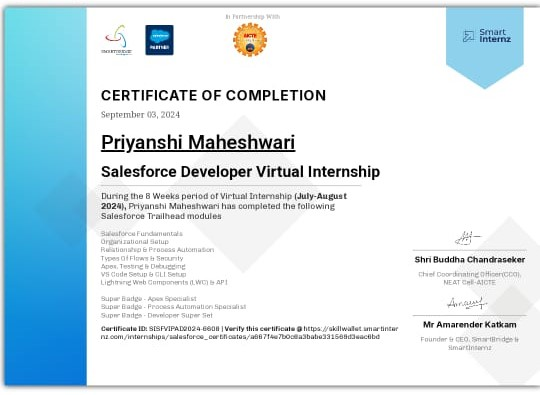 In Partnership With
SMARTBRIDGE
salesforce
PARTNER
AICTE
Smart
Internz
CERTIFICATE OF COMPLETION
September 03, 2024
Priyanshi Maheshwari
Salesforce Developer Virtual Internship
During the 8 Weeks period of Virtual Internship (July-August
2024), Priyanshi Maheshwari has completed the following
Salesforce Trailhead modules
Salesforce Fundamentals
Organizational Setup
Relationship & Process Automation
Types Of Flows & Security
Apex, Testing & Debugging
VS Code Setup & CLI Setup
Lightning Web Components (LWC) & API
Super Badge - Apex Specialist
Super Badge - Process Automation Specialist
Super Badge - Developer Super Set
Certificate ID: SISFVIPAD2024-6608 | Verify this certificate @ https://skillwallet.smartinter
nz.com/internships/salesforce_certificates/
Shri Buddha Chandraseker
Chief Coordinating Officer(CCO),
NEAT Cell-AICTE
Mr Amarender Katkam
Founder & CEO, SmartBridge &
SmartInternz